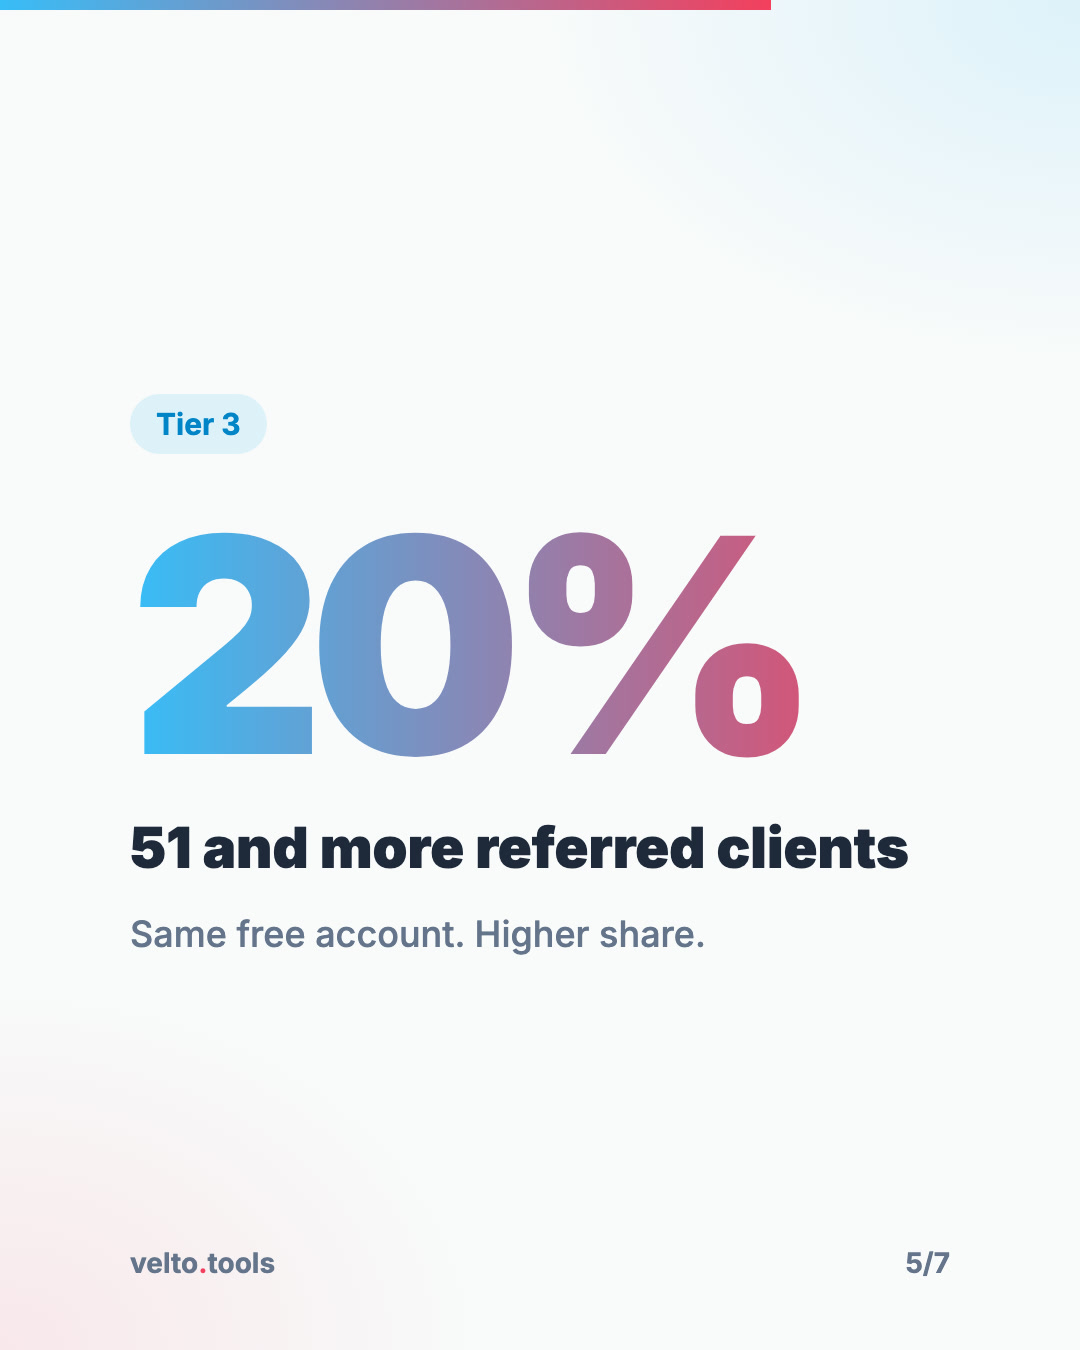 Tier 3
20%
51 and more referred clients
Same free account. Higher share.
velto.tools
5/7